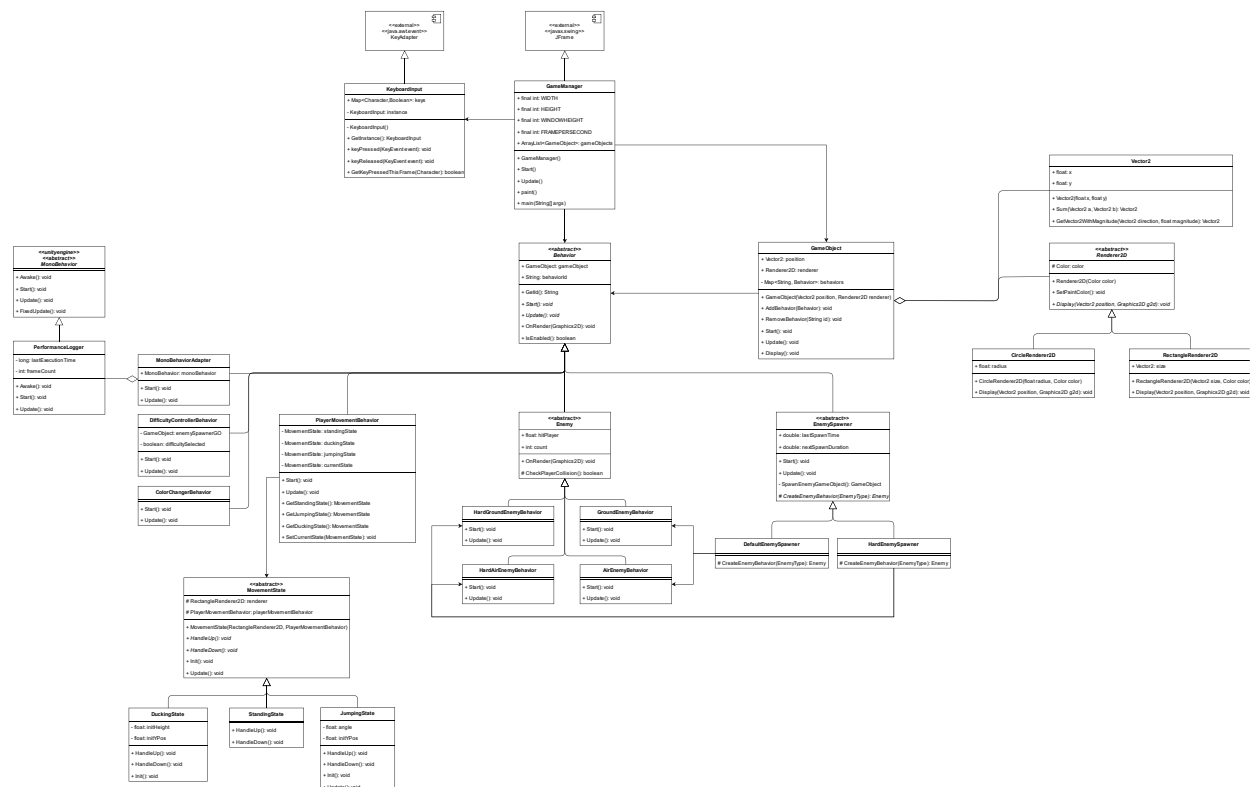 <<external>>
<<java.awt.event>>
KeyAdapter
<<external>>
<<javax.swing>>
JFrame
KeyboardInput
+ Map<Character,Boolean>: keys
- KeyboardInput: instance
- KeyboardInput()
+ GetInstance(): KeyboardInput
+ keyPressed(KeyEvent event): void
+ keyReleased(KeyEvent event): void
+ GetKeyPressedThisFrame(Character): boolean
GameManager
+ final int: WIDTH
+ final int: HEIGHT
+ final int: WINDOWHEIGHT
+ final int: FRAMEPERSECOND
+ ArrayList<GameObject>: gameObjects
+ GameManager()
+ Start()
+ Update()
+ paint()
+ main(String[] args)
Vector2
+ float: x
+ float: y
+ Vector2(float x, float y)
+ Sum(Vector2 a, Vector2 b): Vector2
+ GetVector2WithMagnitude(Vector2 direction, float magnitude): Vector2
<<unityengine>>
<<abstract>>
MonoBehavior
+ Awake(): void
+ Start(): void
+ Update(): void
+ FixedUpdate(): void
<<abstract>>
Behavior
+ GameObject: gameObject
+ String: behaviorId
+ GetId(): String
+ Start(): void
+ Update(): void
+ OnRender(Graphics2D): void
+ IsEnabled(): boolean
GameObject
+ Vector2: position
+ Renderer2D: renderer
- Map<String, Behavior>: behaviors
+ GameObject(Vector2 position, Renderer2D renderer)
+ AddBehavior(Behavior): void
+ RemoveBehavior(String id): void
+ Start(): void
+ Update(): void
+ Display(): void
<<abstract>>
Renderer2D
# Color: color
+ Renderer2D(Color color)
+ SetPaintColor(): void
+ Display(Vector2 position, Graphics2D g2d): void
PerformanceLogger
- long: lastExecutionTime
- int: frameCount
+ Awake(): void
+ Start(): void
+ Update(): void
MonoBehaviorAdapter
+ MonoBehavior: monoBehavior
+ Start(): void
+ Update(): void
CircleRenderer2D
+ float: radius
+ CircleRenderer2D(float radius, Color color)
+ Display(Vector2 position, Graphics2D g2d): void
RectangleRenderer2D
+ Vector2: size
+ RectangleRenderer2D(Vector2 size, Color color)
+ Display(Vector2 position, Graphics2D g2d): void
DifficultyControllerBehavior
- GameObject: enemySpawnerGO
- boolean: difficultySelected
+ Start(): void
+ Update(): void
PlayerMovementBehavior
- MovementState: standingState
- MovementState: duckingState
- MovementState: jumpingState
- MovementState: currentState
+ Start(): void
+ Update(): void
+ GetStandingState(): MovementState
+ GetJumpingState(): MovementState
+ GetDuckingState(): MovementState
+ SetCurrentState(MovementState): void
<<abstract>>
Enemy
+ float: hitPlayer
+ int: count
+ OnRender(Graphics2D): void
# CheckPlayerCollision(): boolean
<<abstract>>
EnemySpawner
+ double: lastSpawnTime
+ double: nextSpawnDuration
+ Start(): void
+ Update(): void
- SpawnEnemyGameObject(): GameObject
# CreateEnemyBehavior(EnemyType): Enemy
ColorChangerBehavior
+ Start(): void
+ Update(): void
HardGroundEnemyBehavior
+ Start(): void
+ Update(): void
GroundEnemyBehavior
+ Start(): void
+ Update(): void
DefaultEnemySpawner
# CreateEnemyBehavior(EnemyType): Enemy
HardEnemySpawner
# CreateEnemyBehavior(EnemyType): Enemy
HardAirEnemyBehavior
+ Start(): void
+ Update(): void
AirEnemyBehavior
+ Start(): void
+ Update(): void
<<abstract>>
MovementState
# RectangleRenderer2D: renderer
# PlayerMovementBehavior: playerMovementBehavior
+ MovementState(RectangleRenderer2D, PlayerMovementBehavior)
+ HandleUp(): void
+ HandleDown(): void
+ Init(): void
+ Update(): void
DuckingState
- float: initHeight
- float: initYPos
+ HandleUp(): void
+ HandleDown(): void
+ Init(): void
StandingState
+ HandleUp(): void
+ HandleDown(): void
JumpingState
- float: angle
- float: initYPos
+ HandleUp(): void
+ HandleDown(): void
+ Init(): void
+ Update(): void